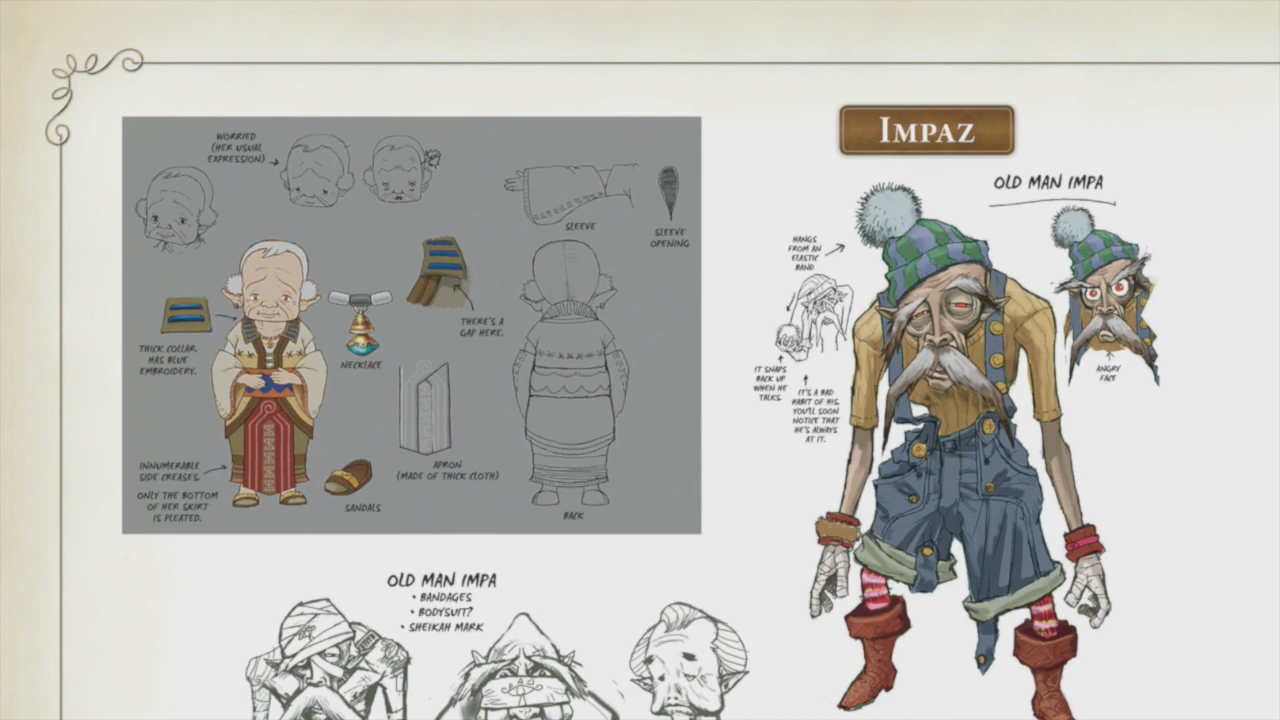 WORRIED
(HER USUAL
EXPRESSION)
SLEEVE
SLEEVE
OPENING
THICK COLLAR.
HAS BLUE
EMBROIDERY.
NECKLACE
THERE'S A
GAP HERE.
INNUMERABLE
SIDE CREASES.
ONLY THE BOTTOM
OF HER SKIRT
IS PLEATED.
SANDALS
APRON
(MADE OF THICK CLOTH)
BACK
IMPAZ
OLD MAN IMPA
HANGS
FROM AN
ELASTIC
BAND
IT SNAPS
BACK UP
WHEN HE
TALKS.
IT'S A BAD
HABIT OF HIS.
YOU'LL SOON
NOTICE THAT
HE'S ALWAYS
AT IT.
ANGRY
FACE
OLD MAN IMPA
• BANDAGES
• BODYSUIT?
• SHEIKAH MARK